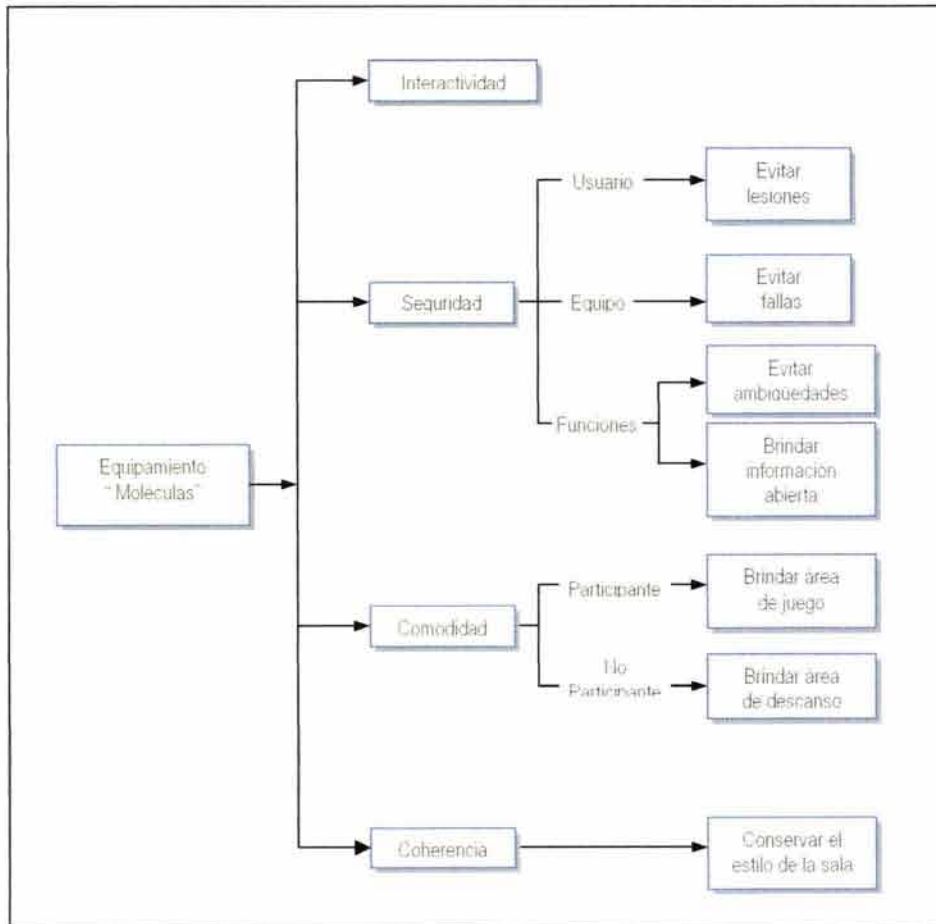 Interactividad
Usuario
Evitar
lesiones
Seguridad
Equipo
Evitar
fallas
Funciones
Evitar
ambigüedades
Brindar
información
abierta
Equipamiento
"Moléculas"
Comodidad
Participante
Brindar área
de juego
No
Participante
Brindar área
de descanso
Coherencia
Conservar el
estilo de la sala